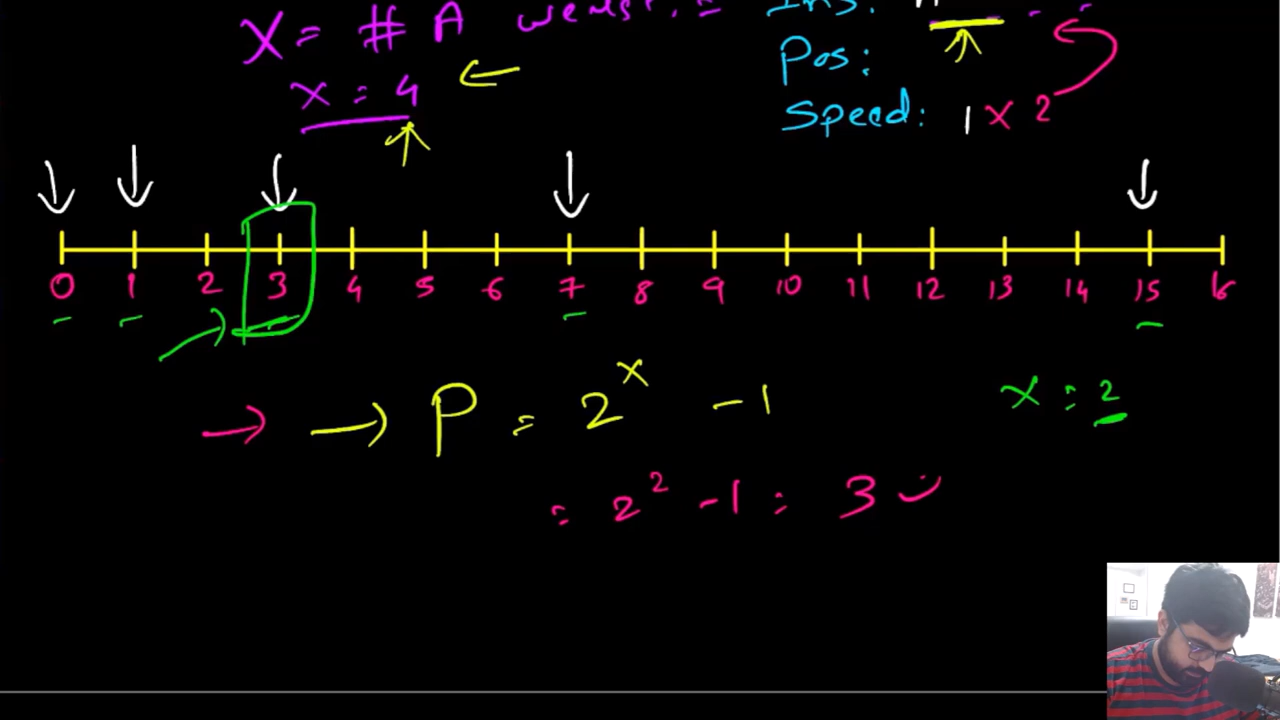 X = # A
Ins:
x = 4
Pos:
Speed: 1 x 2
0 1 2 3 4 5 6 7 8 9 10 11 12 13 14 15 16
→ → P = 2^x - 1
x = 2
= 2^2 - 1 = 3